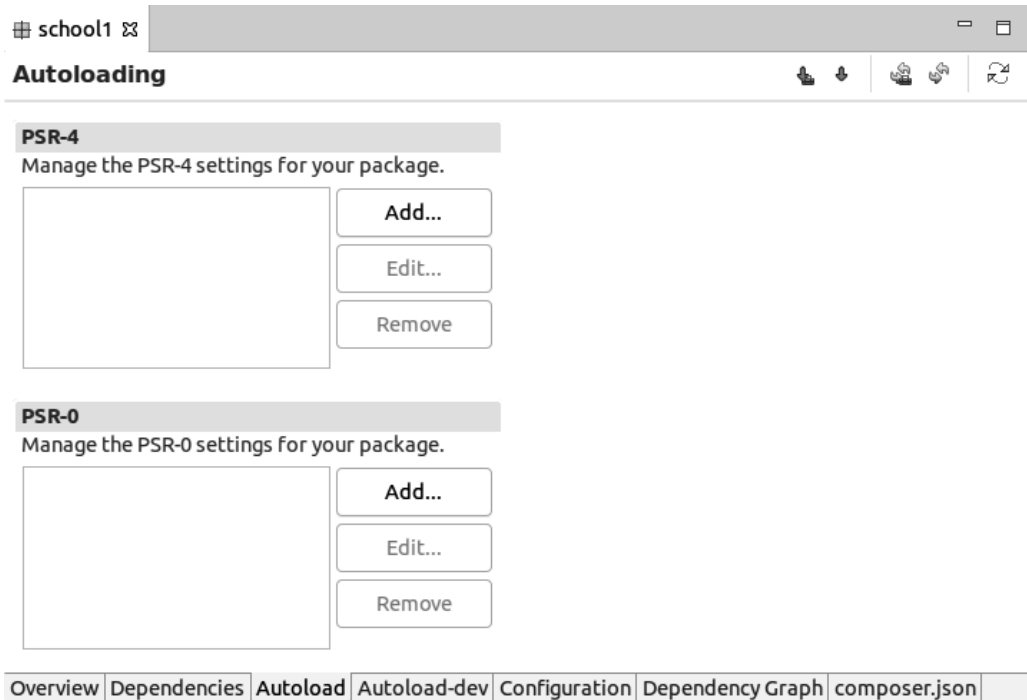 school1
Autoloading
PSR-4
Manage the PSR-4 settings for your package.
Add...
Edit...
Remove
PSR-0
Manage the PSR-0 settings for your package.
Add...
Edit...
Remove
Overview Dependencies Autoload Autoload-dev Configuration Dependency Graph composer.json